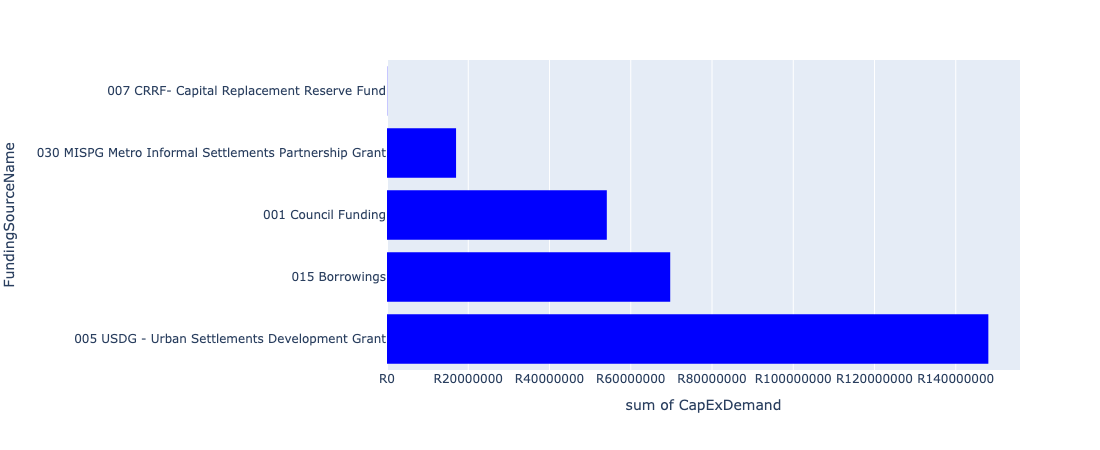 FundingSourceName
007 CRRF- Capital Replacement Reserve Fund
030 MISPG Metro Informal Settlements Partnership Grant
001 Council Funding
015 Borrowings
005 USDG - Urban Settlements Development Grant
R0 R20000000 R40000000 R60000000 R80000000 R100000000 R120000000 R140000000
sum of CapExDemand